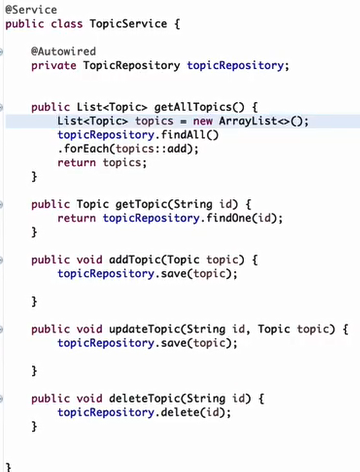 @Service
public class TopicService {
@Autowired
private TopicRepository topicRepository;
public List<Topic> getAllTopics() {
List<Topic> topics = new ArrayList<>();
topicRepository.findAll()
.forEach(topics::add);
return topics;
}
public Topic getTopic(String id) {
return topicRepository.findOne(id);
}
public void addTopic(Topic topic) {
topicRepository.save(topic);
}
public void updateTopic(String id, Topic topic) {
topicRepository.save(topic);
}
public void deleteTopic(String id) {
topicRepository.delete(id);
}
}